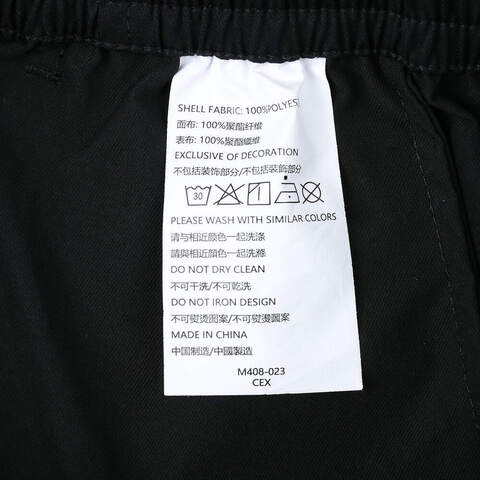 SHELL FABRIC: 100%POLYES
面布: 100%聚酯纤维
表布: 100%聚酯纖維
EXCLUSIVE OF DECORATION
不包括装饰部分/不包括裝飾部分
30
PLEASE WASH WITH SIMILAR COLORS
请与相近颜色一起洗涤
請與相近顏色一起洗滌
DO NOT DRY CLEAN
不可干洗/不可乾洗
DO NOT IRON DESIGN
不可熨烫图案/不可熨燙圖案
MADE IN CHINA
中国制造/中國製造
M408-023
CEX